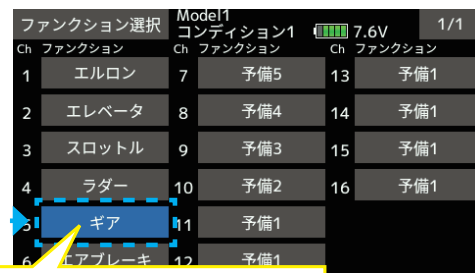 ファンクション選択 Model1 コンディション1 7.6V 1/1
Ch ファンクション Ch ファンクション Ch ファンクション
1 エルロン 7 予備5 13 予備1
2 エレベータ 8 予備4 14 予備1
3 スロットル 9 予備3 15 予備1
4 ラダー 10 予備2 16 予備1
5 ギア 11 予備1
6 エアブレーキ 12 予備1